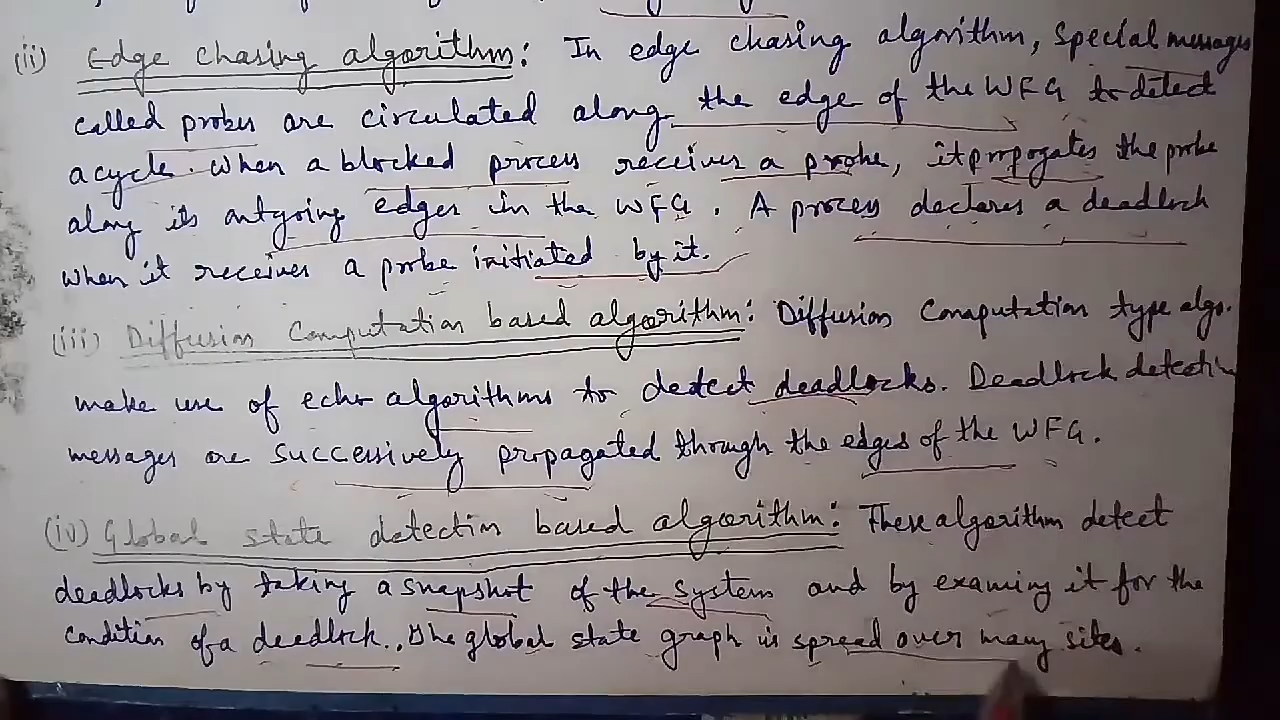 (ii) Edge chasing algorithm: In edge chasing algorithm, special messages
called probes are circulated along the edge of the WFG to detect
a cycle. When a blocked process receives a probe, it propogates the probe
along its outgoing edges in the WFG. A process declares a deadlock
when it receives a probe initiated by it.
(iii) Diffusion Computation based algorithm: Diffusion Computation type algo.
make use of echo algorithms to detect deadlocks. Deadlock detection
messages are successively propagated through the edges of the WFG.
(iv) Global state detection based algorithm: These algorithm detect
deadlocks by taking a snapshot of the system and by examing it for the
condition of a deadlock. The global state graph is spread over many sites.